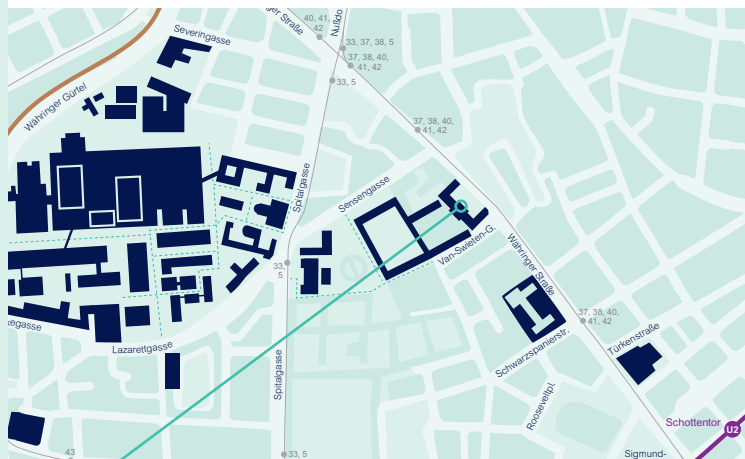 ger Straße
40, 41,
42
Nußdo
Severingasse
33, 37, 38, 5
37, 38, 40,
41, 42
33, 5
Währinger Gürtel
37, 38, 40,
41, 42
Spitalgasse
Sensengasse
Van-Swieten-G.
Währinger Straße
33,
5
37, 38, 40,
41, 42
kegasse
Lazarettgasse
Spitalgasse
Schwarzspanierstr.
Türkenstraße
Rooseveltpl.
Schottentor
U2
43
33, 5
Sigmund-